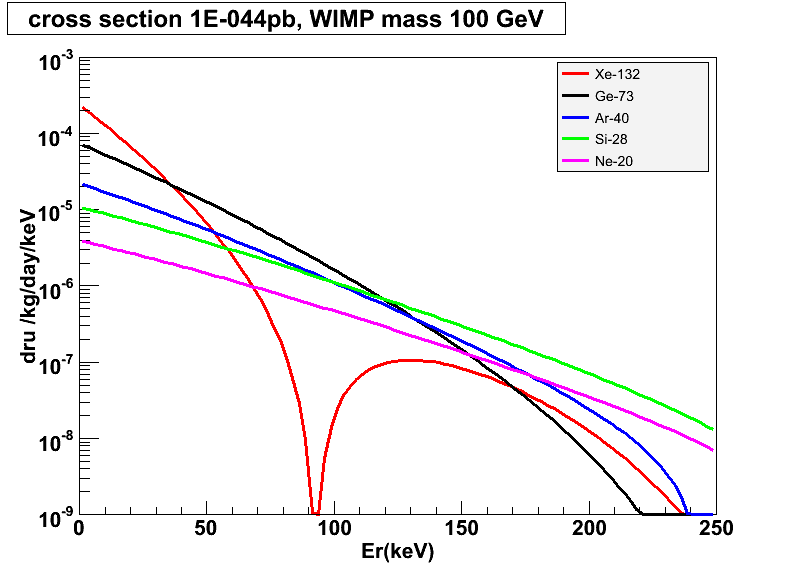 cross section 1E-044pb, WIMP mass 100 GeV
10-3
10-4
10-5
10-6
10-7
10-8
10-9
dru /kg/day/keV
Xe-132
Ge-73
Ar-40
Si-28
Ne-20
0 50 100 150 200 250
Er(keV)